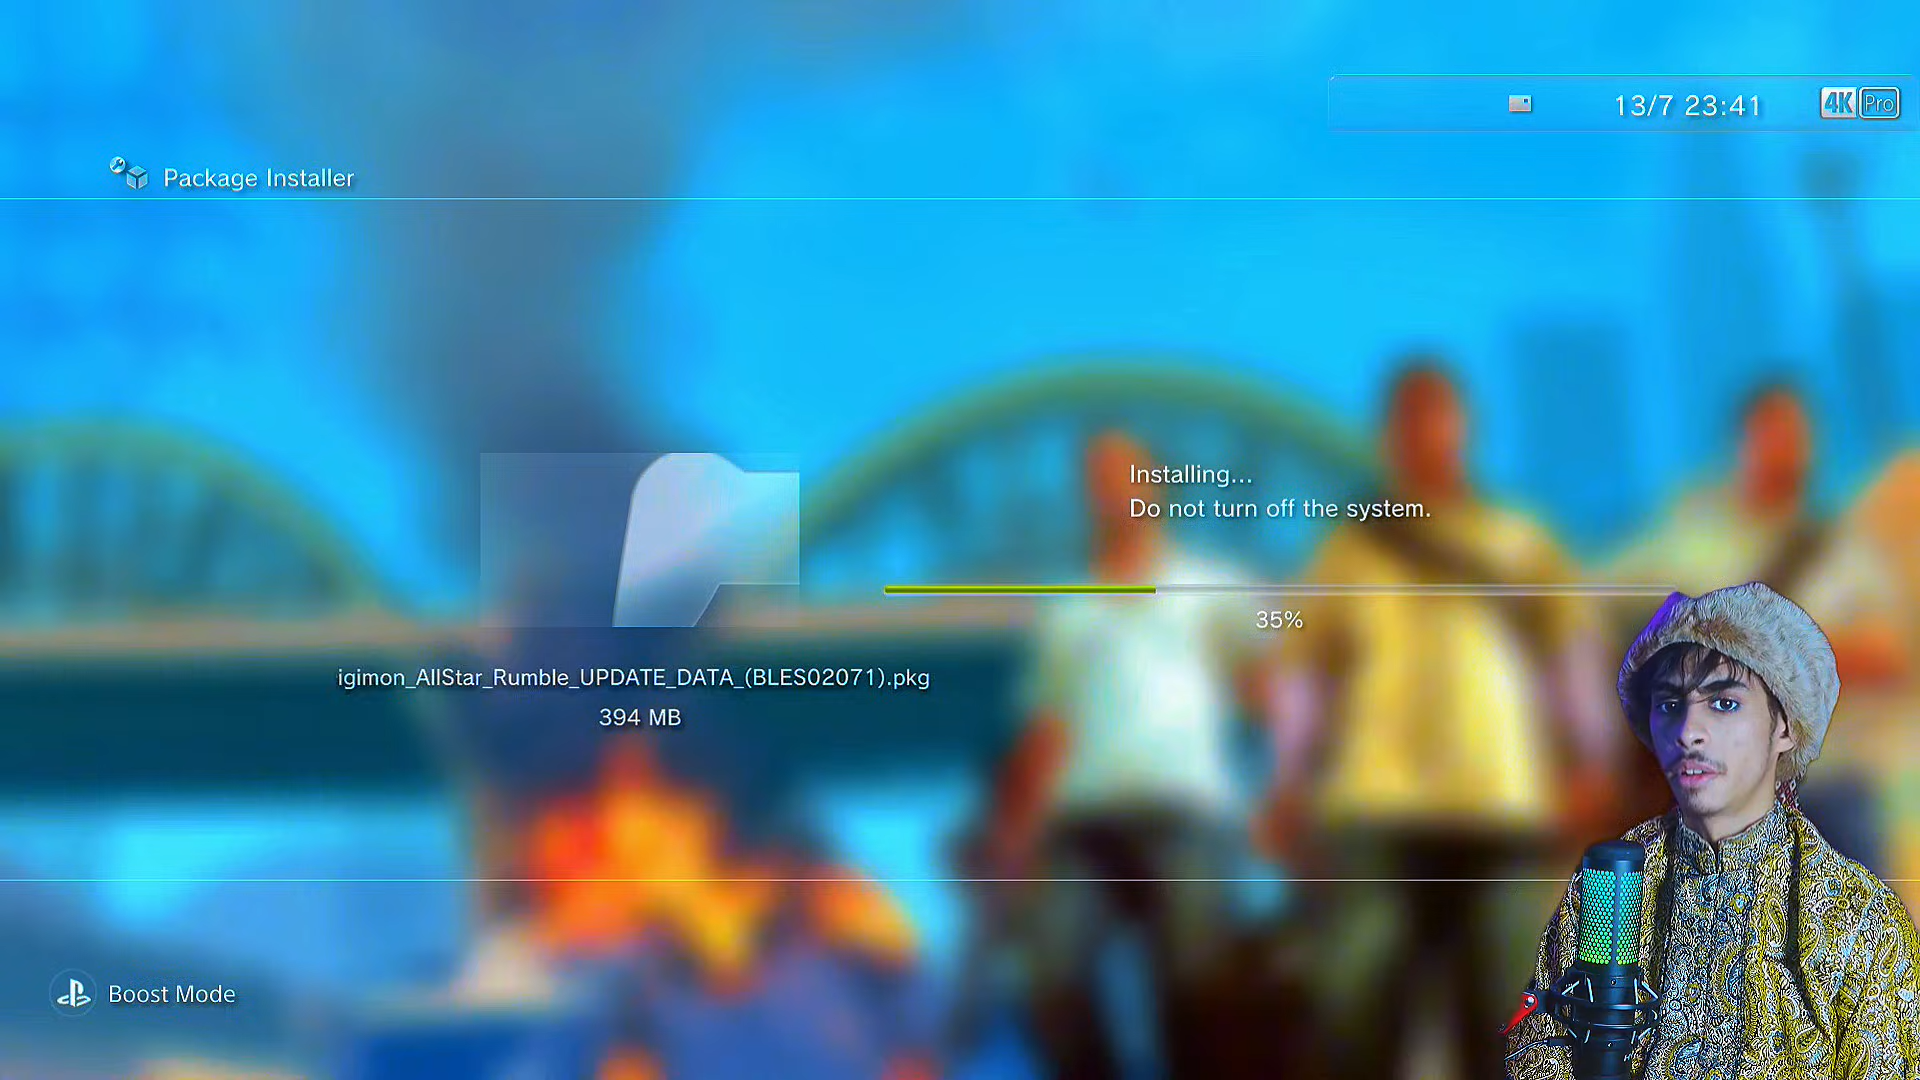 13/7 23:41
4K Pro
Package Installer
Installing...
Do not turn off the system.
35%
igimon_AllStar_Rumble_UPDATE_DATA_(BLES02071).pkg
394 MB
Boost Mode